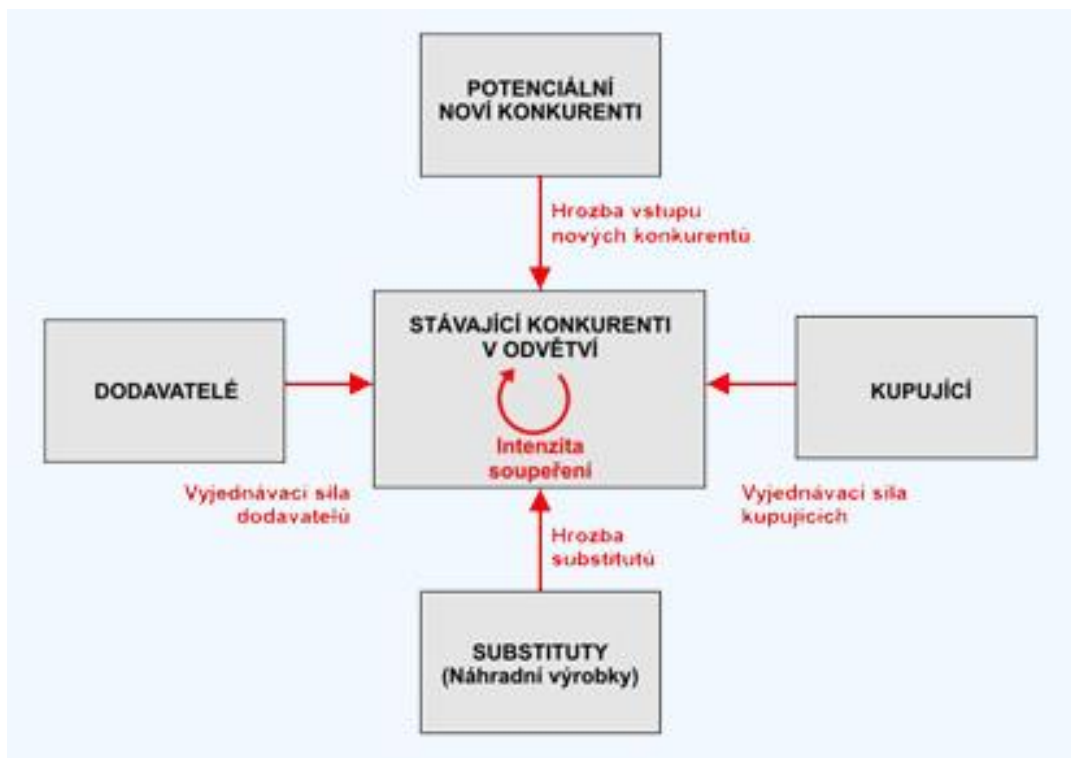 POTENCIÁLNÍ
NOVÍ KONKURENTI
Hrozba vstupu
nových konkurentů
STÁVAJÍCÍ KONKURENTI
V ODVĚTVÍ
Intenzita
soupeření
DODAVATELÉ
KUPUJÍCÍ
Vyjednávací síla
dodavatelů
Vyjednávací síla
kupujících
Hrozba
substitutů
SUBSTITUTY
(Náhradní výrobky)